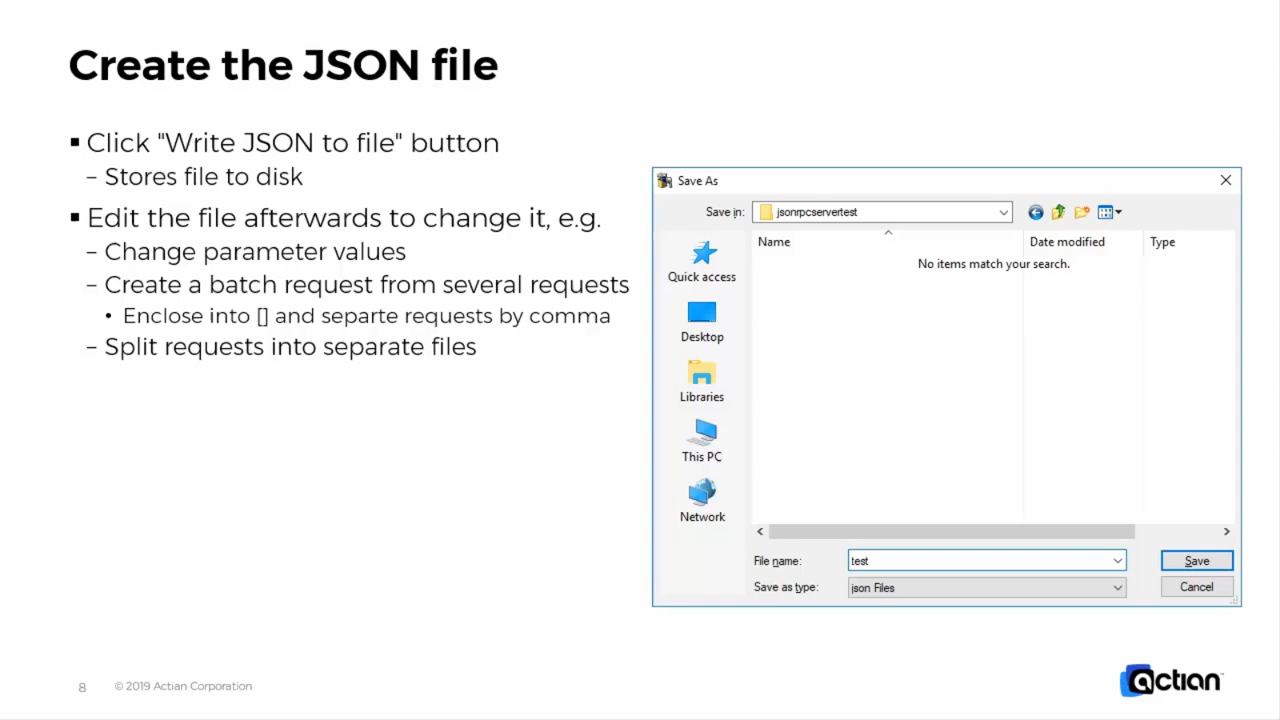 Create the JSON file
▪ Click "Write JSON to file" button
– Stores file to disk
▪ Edit the file afterwards to change it, e.g.
– Change parameter values
– Create a batch request from several requests
• Enclose into [] and separte requests by comma
– Split requests into separate files
Save As
Save in: jsonrpcservertest
Name Date modified Type
No items match your search.
Quick access
Desktop
Libraries
This PC
Network
File name: test Save
Save as type: json Files Cancel
8 © 2019 Actian Corporation
actian